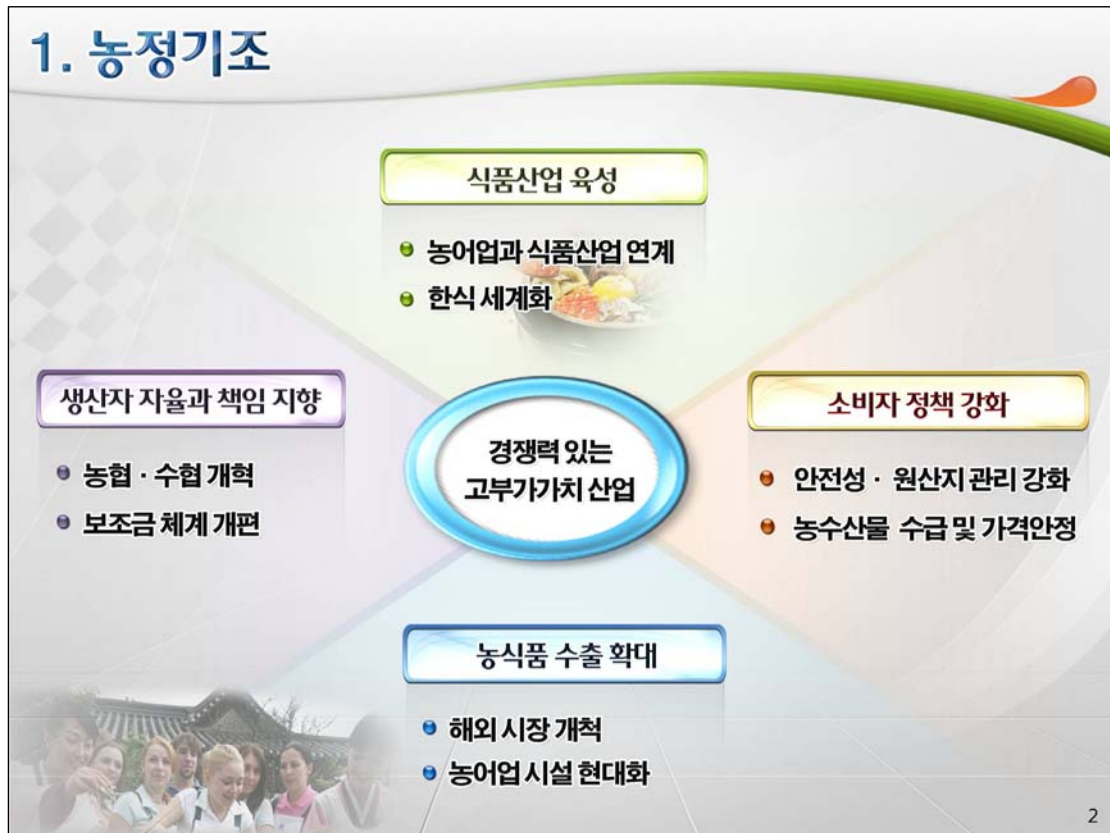 1. 농정기조
식품산업 육성
농어업과 식품산업 연계
한식 세계화
생산자 자율과 책임 지향
농협 · 수협 개혁
보조금 체계 개편
경쟁력 있는
고부가가치 산업
소비자 정책 강화
안전성 · 원산지 관리 강화
농수산물 수급 및 가격안정
농식품 수출 확대
해외 시장 개척
농어업 시설 현대화
2